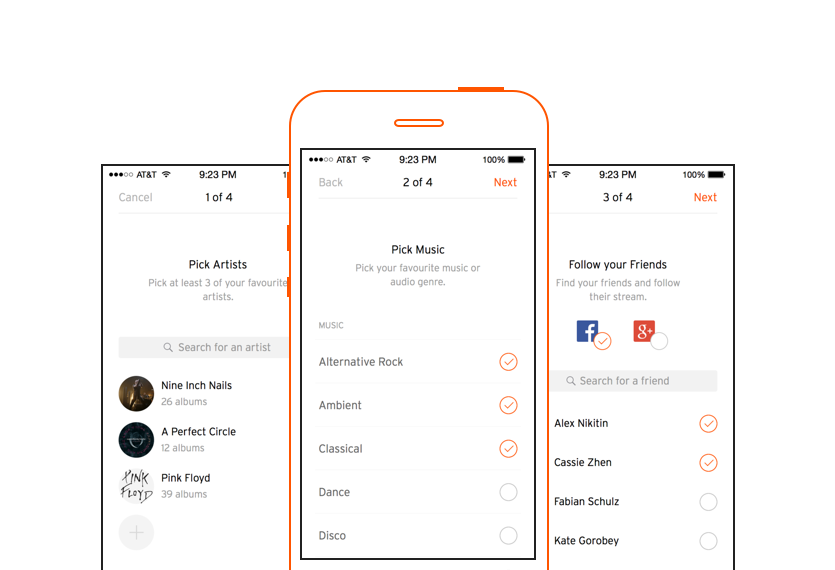 AT&T 9:23 PM
Cancel 1 of 4
Pick Artists
Pick at least 3 of your favourite
artists.
Search for an artist
Nine Inch Nails
26 albums
A Perfect Circle
12 albums
PINK
FLOYD
Pink Floyd
39 albums
AT&T 9:23 PM 100%
Back 2 of 4 Next
Pick Music
Pick your favourite music or
audio genre.
MUSIC
Alternative Rock
Ambient
Classical
Dance
Disco
9:23 PM 100%
3 of 4 Next
Follow your Friends
Find your friends and follow
their stream.
f g+
Search for a friend
Alex Nikitin
Cassie Zhen
Fabian Schulz
Kate Gorobey